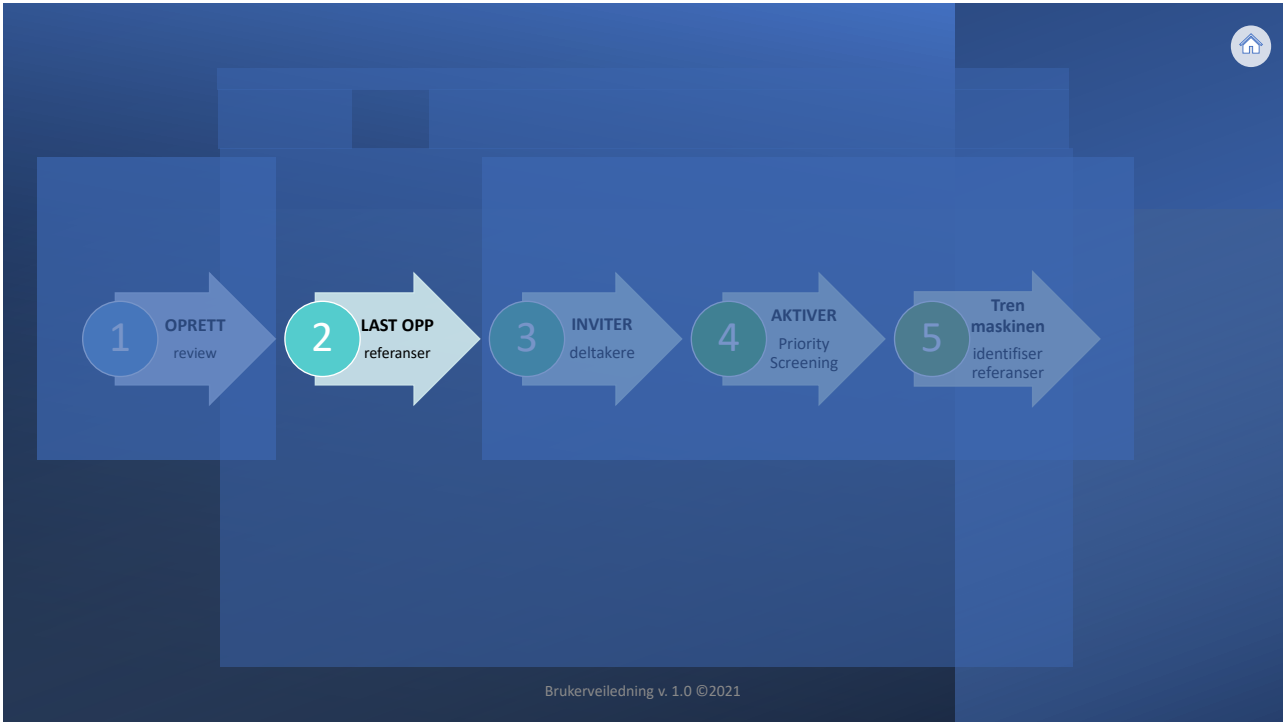 1
OPRETT
review
2
LAST OPP
referanser
3
INVITER
deltakere
4
AKTIVER
Priority
Screening
5
Tren
maskinen
identifiser
referanser
Brukerveiledning v. 1.0 ©2021